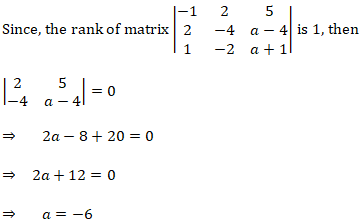 Since, the rank of matrix |−1 2 5|
|2 −4 a − 4| is 1, then
|1 −2 a + 1|
|2 5|
|−4 a − 4| = 0
⇒ 2a − 8 + 20 = 0
⇒ 2a + 12 = 0
⇒ a = −6